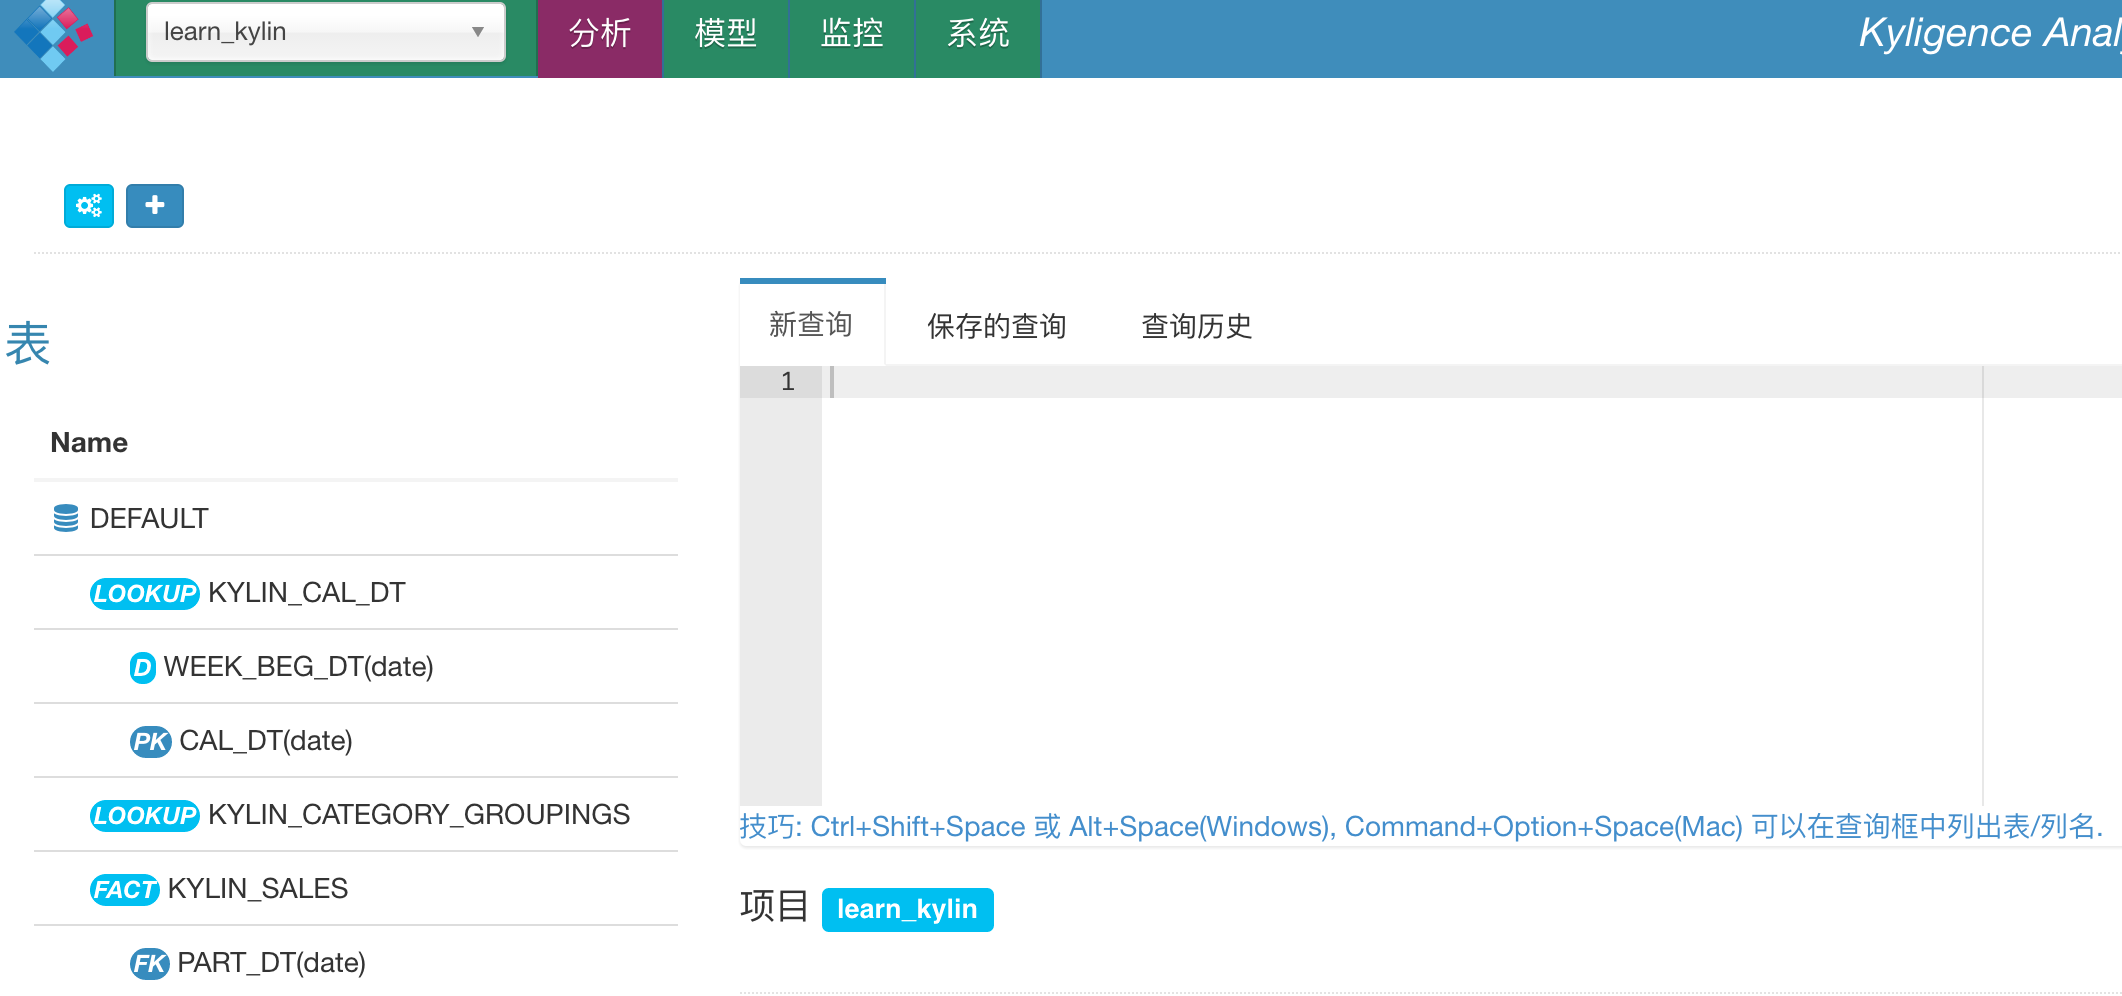 learn_kylin
分析
模型
监控
系统
Kyligence Anal
表
Name
DEFAULT
LOOKUP KYLIN_CAL_DT
D WEEK_BEG_DT(date)
PK CAL_DT(date)
LOOKUP KYLIN_CATEGORY_GROUPINGS
FACT KYLIN_SALES
FK PART_DT(date)
新查询
保存的查询
查询历史
1
技巧: Ctrl+Shift+Space 或 Alt+Space(Windows), Command+Option+Space(Mac) 可以在查询框中列出表/列名.
项目 learn_kylin